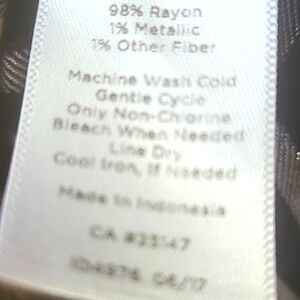 98% Rayon
1% Metallic
1% Other Fiber
Machine Wash Cold
Gentle Cycle
Only Non-Chlorine
Bleach When Needed
Line Dry
Cool Iron, If Needed
Made in Indonesia
CA #35147
ID4976 06/17